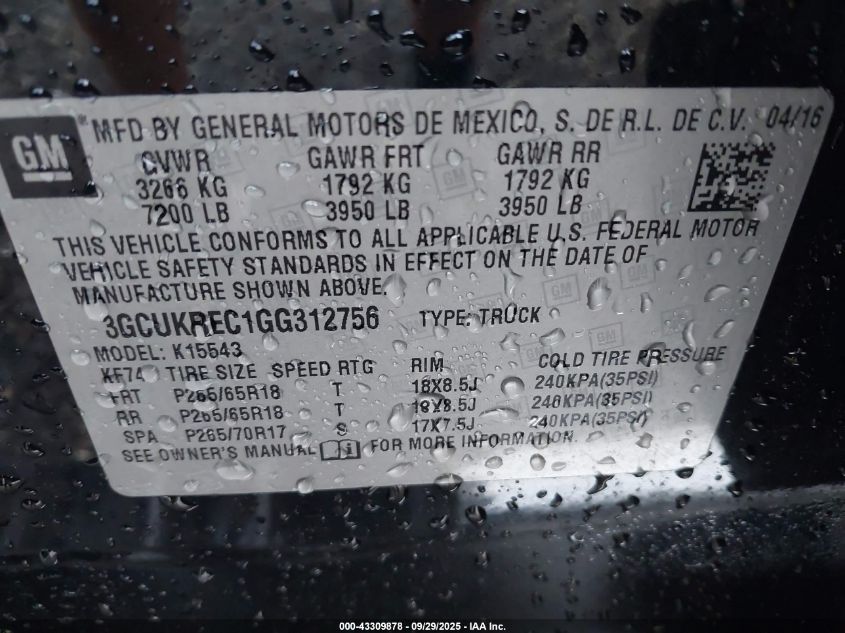 GM
® MFD BY GENERAL MOTORS DE MEXICO, S. DE R.L. DE C.V. 04/16
GVWR GAWR FRT GAWR RR
3266 KG 1792 KG 1792 KG
7200 LB 3950 LB 3950 LB
THIS VEHICLE CONFORMS TO ALL APPLICABLE U.S. FEDERAL MOTOR
VEHICLE SAFETY STANDARDS IN EFFECT ON THE DATE OF
MANUFACTURE SHOWN ABOVE.
3GCUKREC1GG312756 TYPE: TRUCK
MODEL: K15543
TIRE SIZE SPEED RTG RIM COLD TIRE PRESSURE
FRT P265/65R18 T 18X8.5J 240KPA(35PSI)
RR P265/65R18 T 18X8.5J 240KPA(35PSI)
SPA P265/70R17 S 17X7.5J 240KPA(35PSI)
SEE OWNER'S MANUAL FOR MORE INFORMATION.
000-43309878 - 09/29/2025 - IAA Inc.